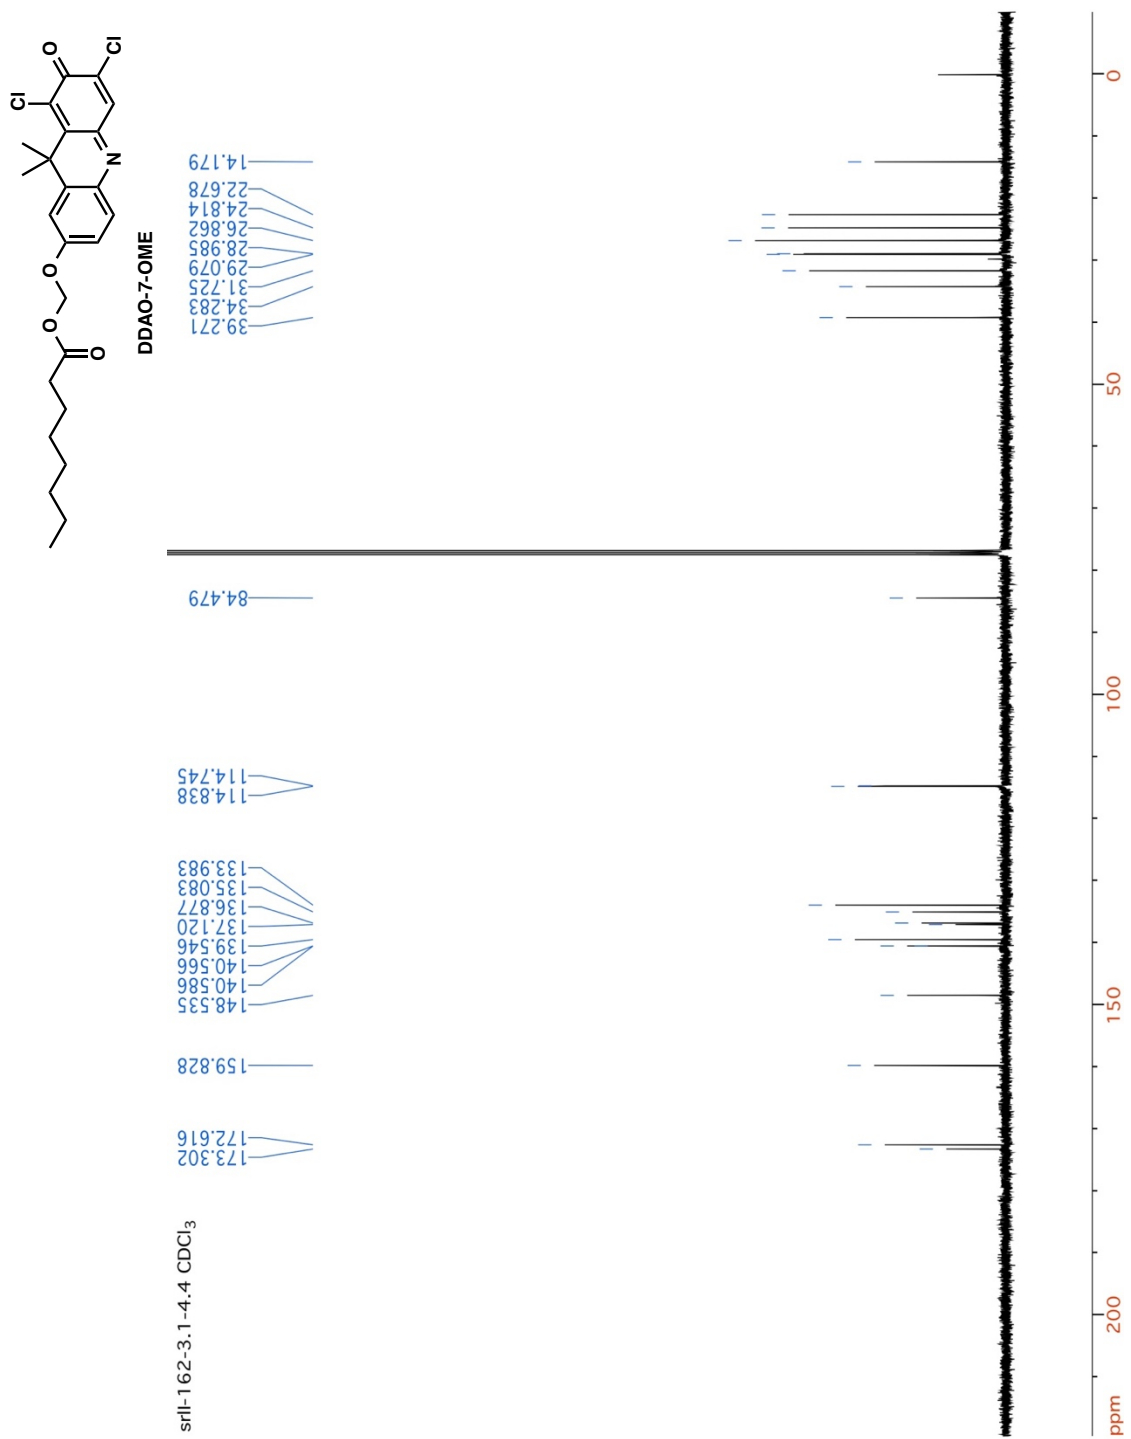 O
Cl
Cl
N
O
O
O
DDAO-7-OME
14.179
22.678
24.814
26.862
28.985
29.079
31.725
34.283
39.271
84.479
114.745
114.838
133.983
135.083
136.877
137.120
139.546
140.566
140.586
148.535
159.828
172.616
173.302
srII-162-3.1-4.4 CDCl₃
0
50
100
150
200
ppm